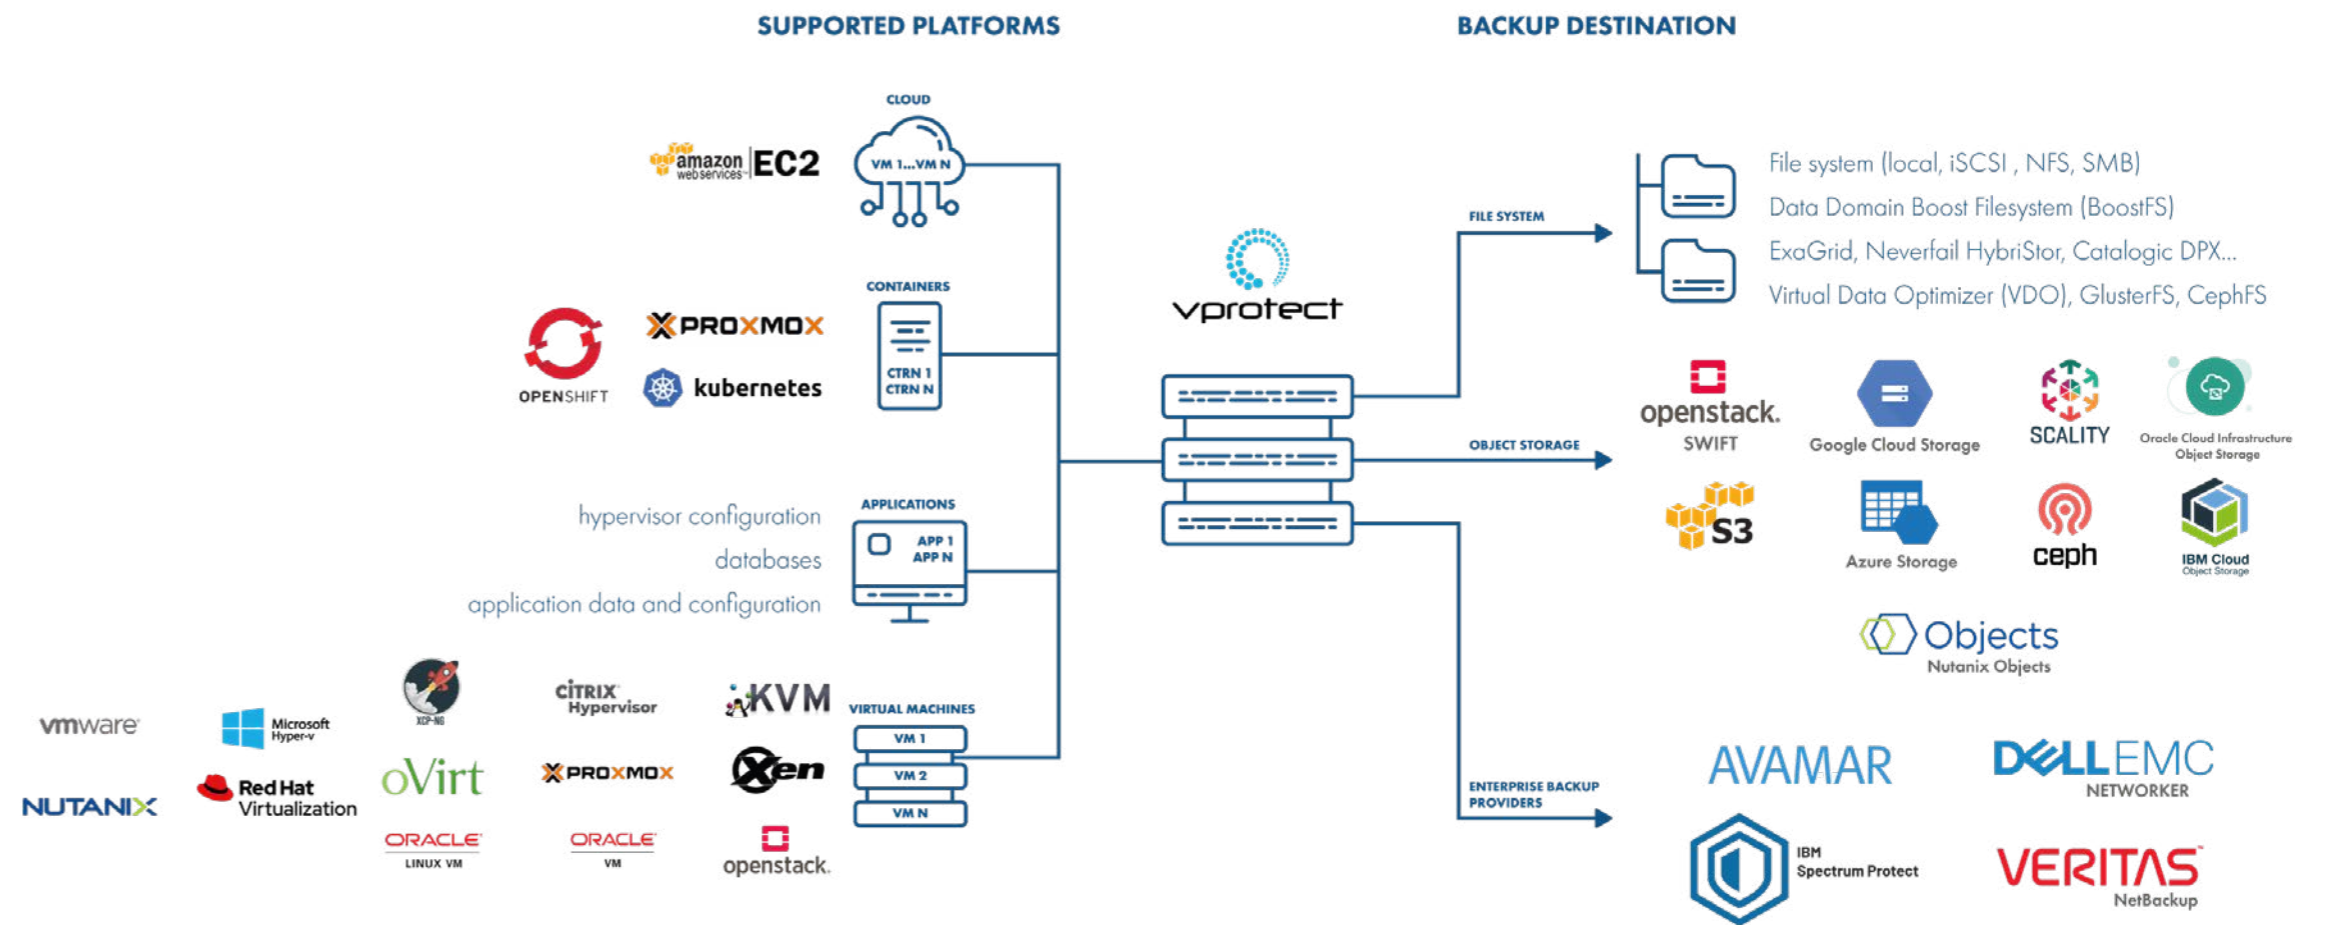 SUPPORTED PLATFORMS
BACKUP DESTINATION
CLOUD
amazon
webservices
EC2
VM 1...VM N
CONTAINERS
OPENSHIFT
PROXMOX
kubernetes
CTRN 1
CTRN N
APPLICATIONS
hypervisor configuration
databases
application data and configuration
APP 1
APP N
VIRTUAL MACHINES
VM 1
VM 2
VM N
vmware
Microsoft
Hyper-v
XCP-NG
CİTRIX
Hypervisor
KVM
NUTANIX
Red Hat
Virtualization
oVirt
PROXMOX
Xen
ORACLE
LINUX VM
ORACLE
VM
openstack.
vprotect
FILE SYSTEM
File system (local, iSCSI , NFS, SMB)
Data Domain Boost Filesystem (BoostFS)
ExaGrid, Neverfail HybriStor, Catalogic DPX...
Virtual Data Optimizer (VDO), GlusterFS, CephFS
OBJECT STORAGE
openstack.
SWIFT
Google Cloud Storage
SCALITY
Oracle Cloud Infrastructure
Object Storage
S3
Azure Storage
ceph
IBM Cloud
Object Storage
Objects
Nutanix Objects
ENTERPRISE BACKUP
PROVIDERS
AVAMAR
DELLEMC
NETWORKER
IBM
Spectrum Protect
VERITAS
NetBackup